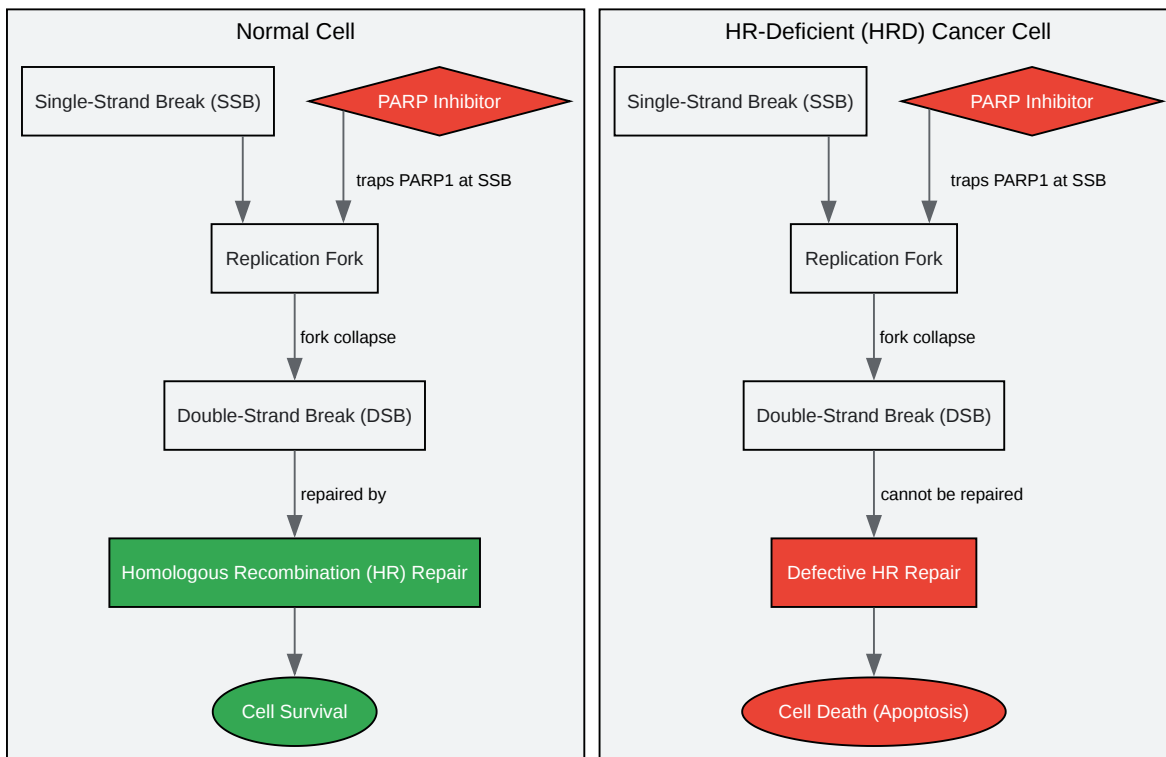 Normal Cell
Single-Strand Break (SSB)
PARP Inhibitor
traps PARP1 at SSB
Replication Fork
fork collapse
Double-Strand Break (DSB)
repaired by
Homologous Recombination (HR) Repair
Cell Survival
HR-Deficient (HRD) Cancer Cell
Single-Strand Break (SSB)
PARP Inhibitor
traps PARP1 at SSB
Replication Fork
fork collapse
Double-Strand Break (DSB)
cannot be repaired
Defective HR Repair
Cell Death (Apoptosis)